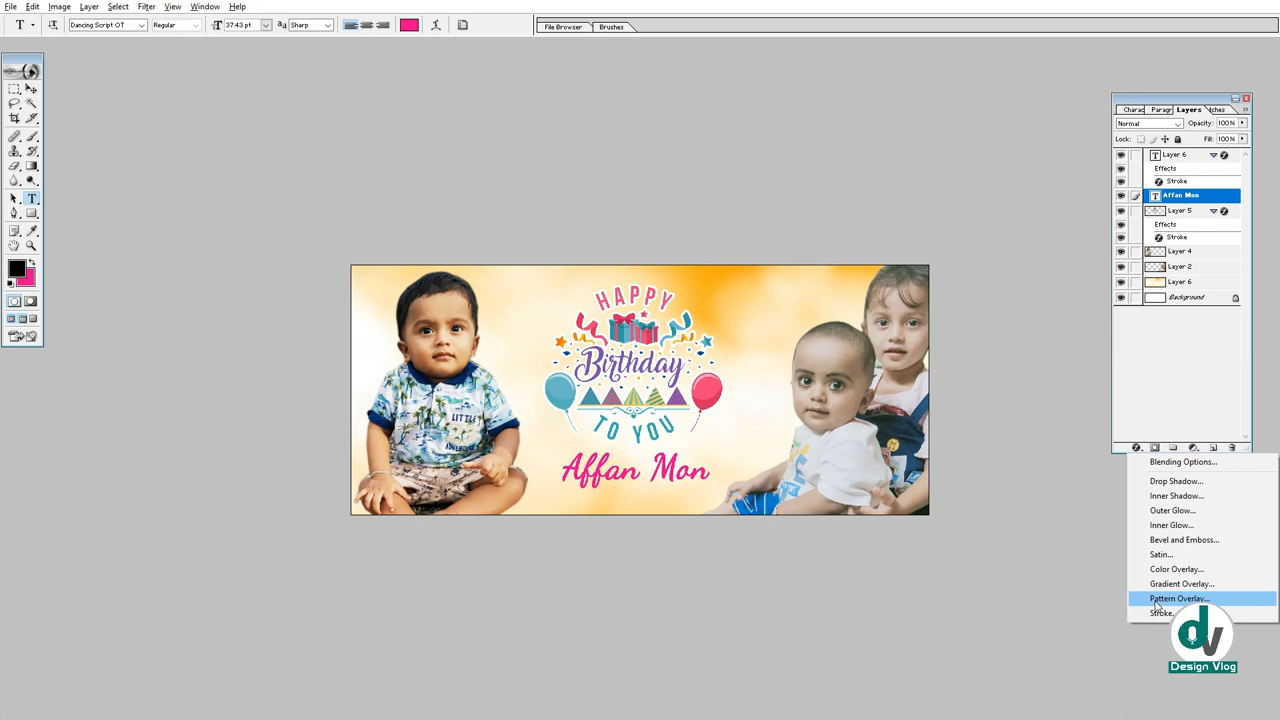 File Edit Image Layer Select Filter View Window Help
T Dancing Script OT Regular 37.43 pt aa Sharp File Browser Brushes
Charac Paragr Layers tches
Normal Opacity: 100%
Lock: Fill: 100%
T Layer 6
Effects
Stroke
T Affan Mon
Layer 5
Effects
Stroke
Layer 4
Layer 2
Layer 6
Background
HAPPY
Birthday
TO YOU
Affan Mon
LITTLE
Blending Options...
Drop Shadow...
Inner Shadow...
Outer Glow...
Inner Glow...
Bevel and Emboss...
Satin...
Color Overlay...
Gradient Overlay...
Pattern Overlay...
Stroke...
dv
Design Vlog